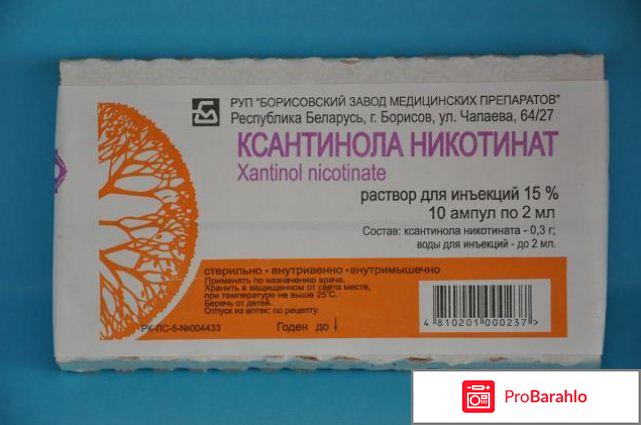 РУП "БОРИСОВСКИЙ ЗАВОД МЕДИЦИНСКИХ ПРЕПАРАТОВ"
Республика Беларусь, г. Борисов, ул. Чапаева, 64/27
КСАНТИНОЛА НИКОТИНАТ
Xantinol nicotinate
раствор для инъекций 15 %
10 ампул по 2 мл
Состав: ксантинола никотината - 0,3 г;
воды для инъекций - до 2 мл.
стерильно • внутривенно • внутримышечно
Применять по назначению врача.
Хранить в защищенном от света месте,
при температуре не выше 25°С.
Беречь от детей.
Отпуск из аптек: по рецепту.
РК-ЛС-5-№004433
Годен до
4 810201 000237 >
ProBarahlo